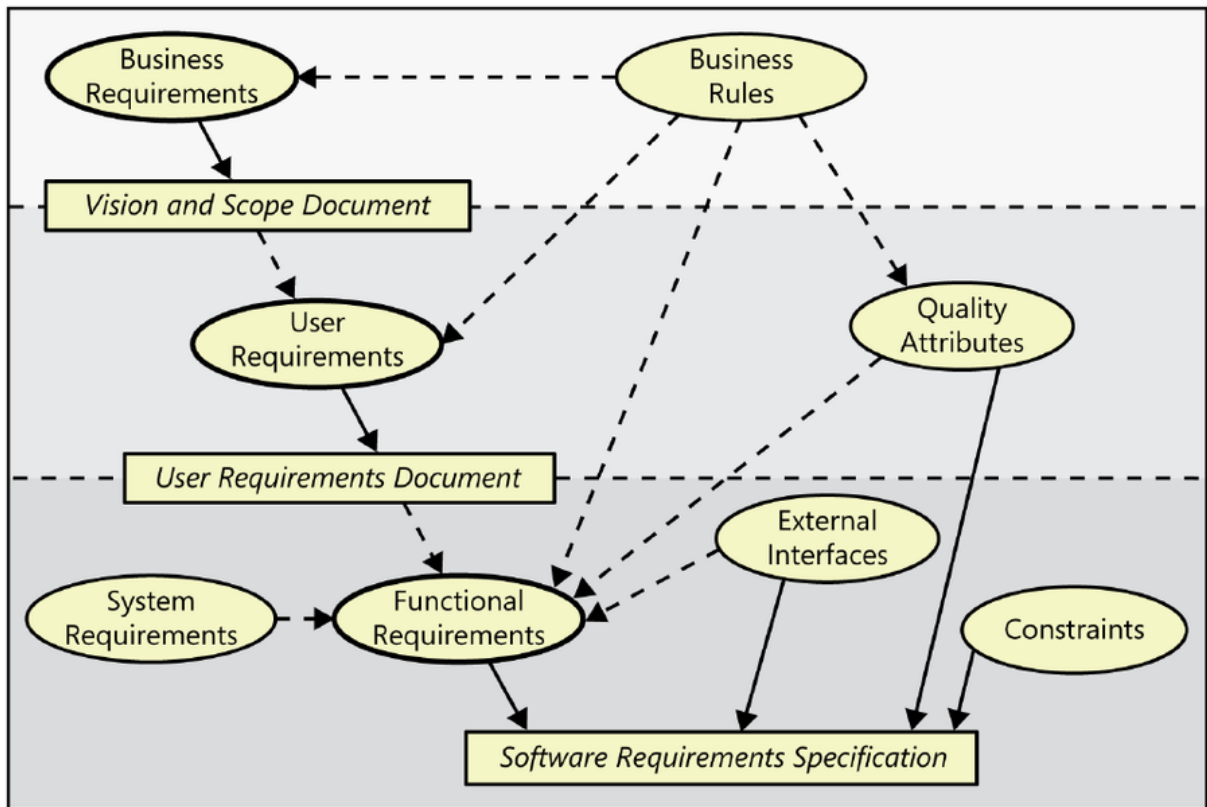 Business
Requirements
Business
Rules
Vision and Scope Document
User
Requirements
Quality
Attributes
User Requirements Document
External
Interfaces
System
Requirements
Functional
Requirements
Constraints
Software Requirements Specification